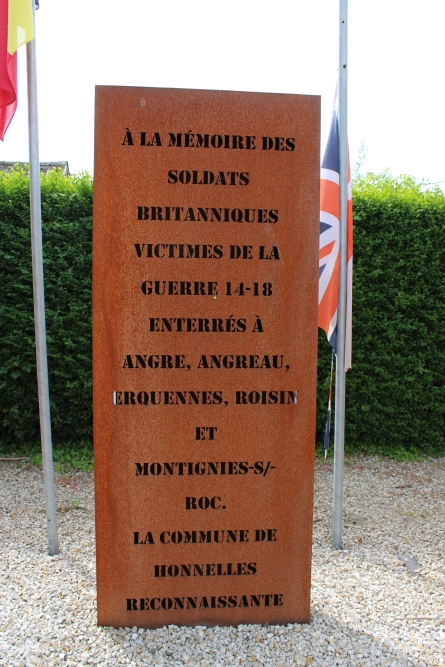 À LA MÉMOIRE DES
SOLDATS
BRITANNIQUES
VICTIMES DE LA
GUERRE 14-18
ENTERRÉS À
ANGRE, ANGREAU,
ERQUENNES, ROISIN
ET
MONTIGNIES-S/-
ROC.
LA COMMUNE DE
HONNELLES
RECONNAISSANTE